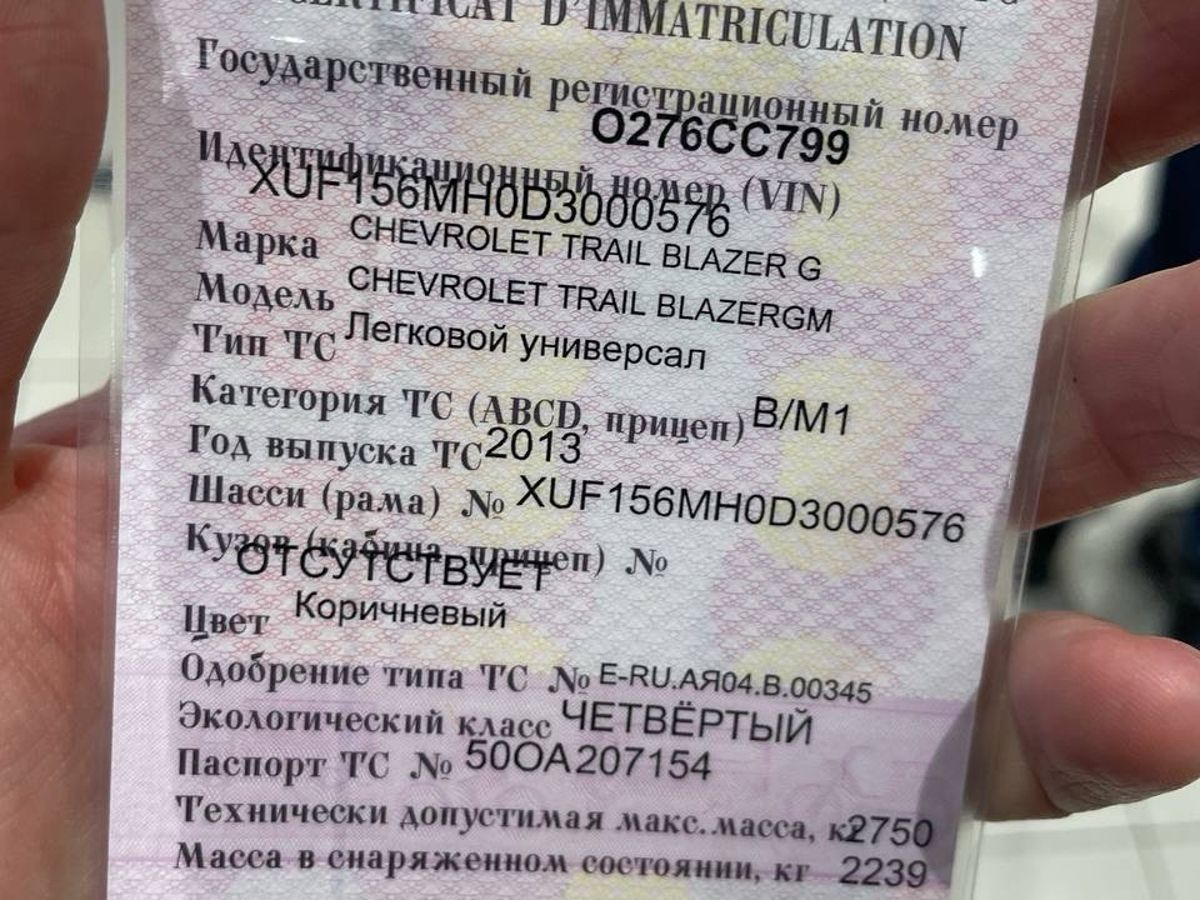 CERTIFICAT D'IMMATRICULATION
Государственный регистрационный номер
О276СС799
Идентификационный номер (VIN)
XUF156MH0D3000576
Марка CHEVROLET TRAIL BLAZER G
Модель CHEVROLET TRAIL BLAZERGM
Тип ТС Легковой универсал
Категория ТС (ABCD, прицеп) B/M1
Год выпуска ТС 2013
Шасси (рама) № XUF156MH0D3000576
Кузов (кабина, прицеп) №
ОТСУТСТВУЕТ
Цвет Коричневый
Одобрение типа ТС № E-RU.АЯ04.В.00345
Экологический класс ЧЕТВЁРТЫЙ
Паспорт ТС № 50ОА207154
Технически допустимая макс. масса, кг 2750
Масса в снаряженном состоянии, кг 2239